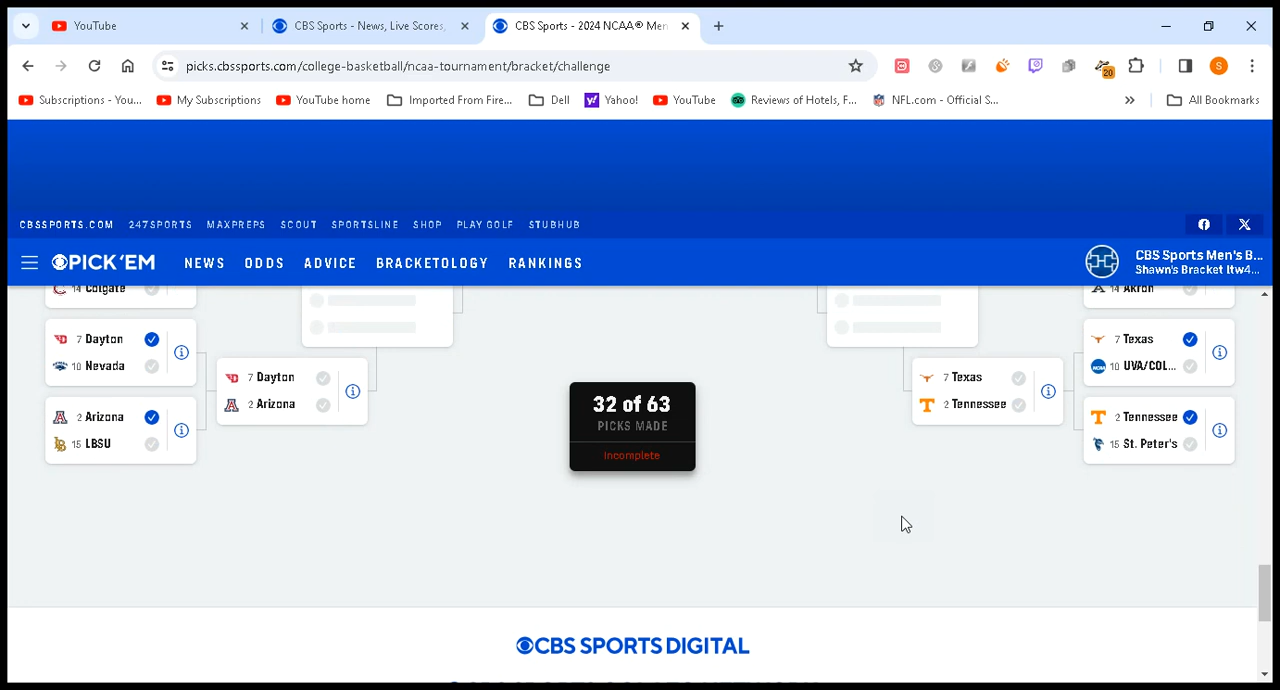 YouTube
CBS Sports - News, Live Scores,
CBS Sports - 2024 NCAA® Men
picks.cbssports.com/college-basketball/ncaa-tournament/bracket/challenge
20
S
Subscriptions - You...
My Subscriptions
YouTube home
Imported From Fire...
Dell
Yahoo!
YouTube
Reviews of Hotels, F...
NFL.com - Official S...
All Bookmarks
CBSSPORTS.COM 247SPORTS MAXPREPS SCOUT SPORTSLINE SHOP PLAY GOLF STUBHUB
PICK'EM NEWS ODDS ADVICE BRACKETOLOGY RANKINGS
CBS Sports Men's B...
Shawn's Bracket ltw4...
14 Colgate
7 Dayton
10 Nevada
2 Arizona
15 LBSU
7 Dayton
2 Arizona
32 of 63
PICKS MADE
Incomplete
7 Texas
2 Tennessee
14 Akron
7 Texas
10 UVA/COL...
2 Tennessee
15 St. Peter's
CBS SPORTS DIGITAL